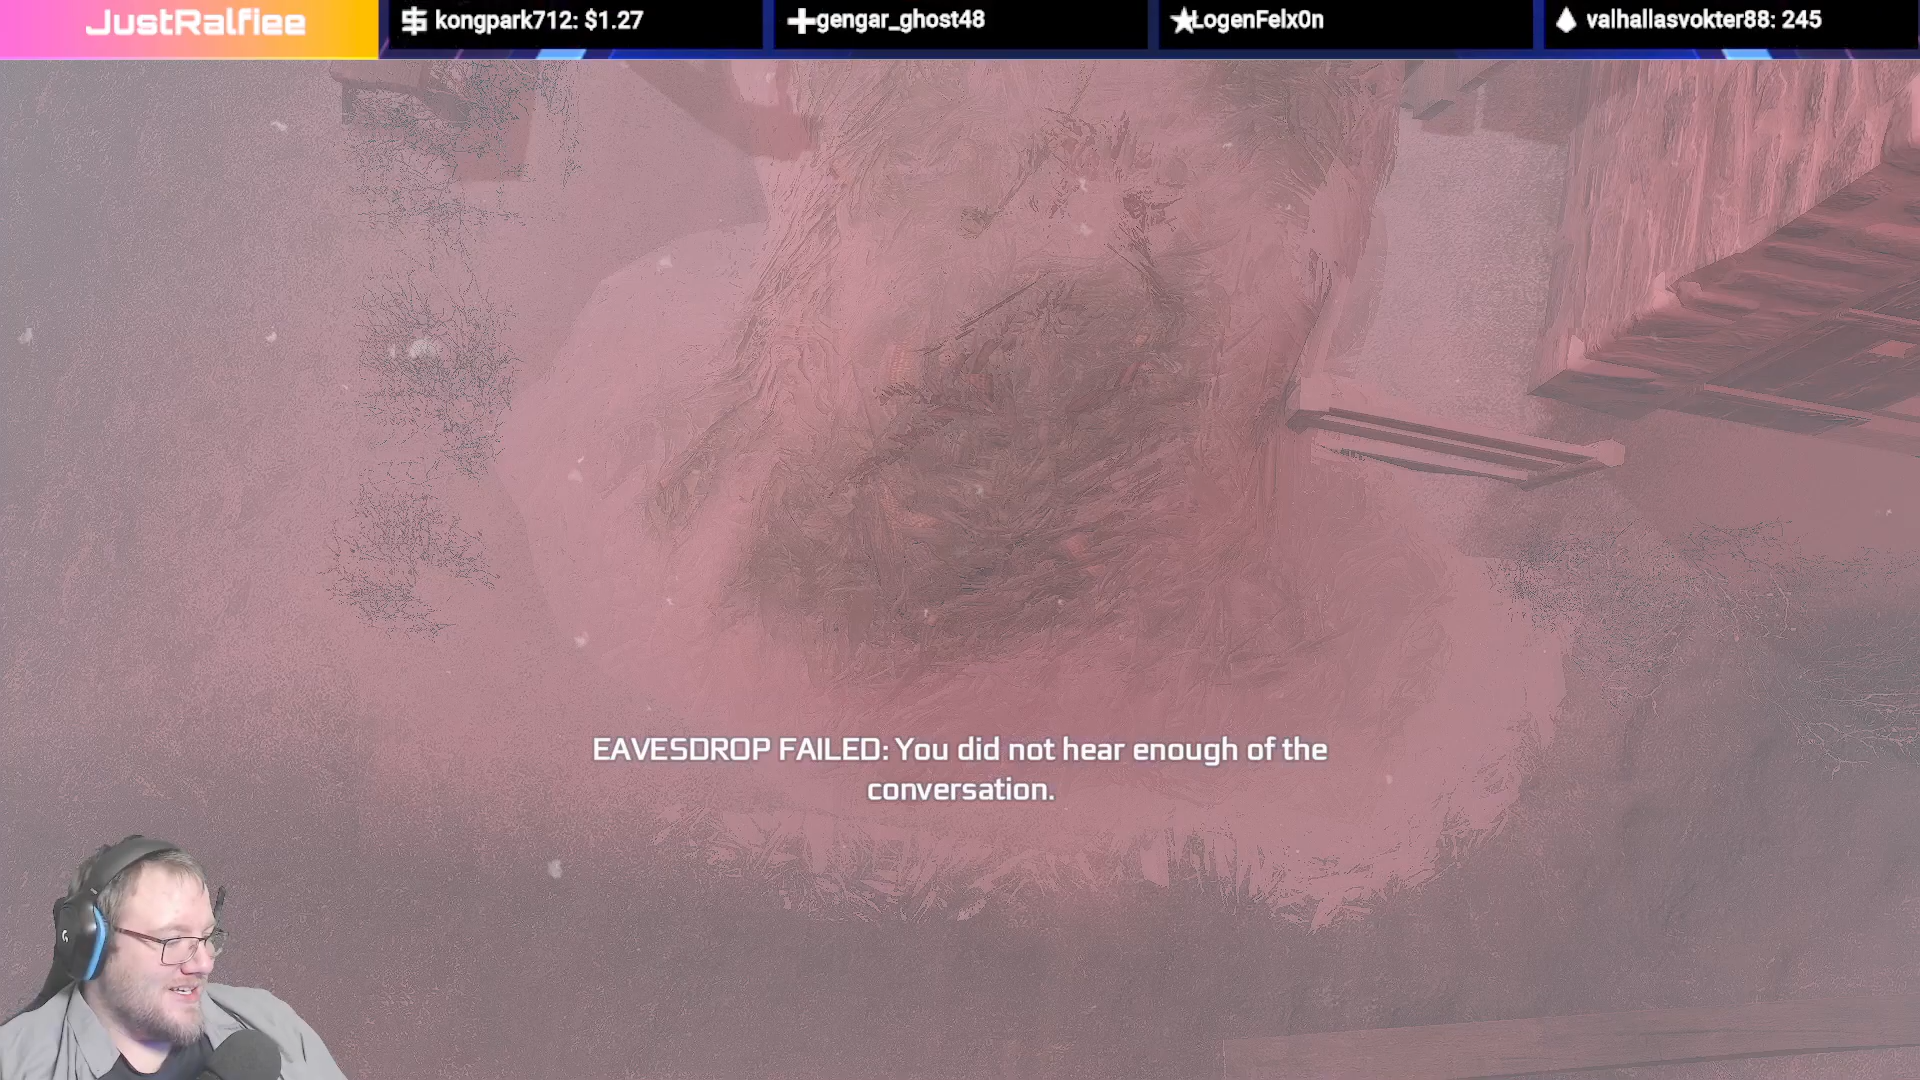 JustRalfiee
kongpark712: $1.27
gengar_ghost48
LogenFelx0n
valhallasvokter88: 245
EAVESDROP FAILED: You did not hear enough of the
conversation.